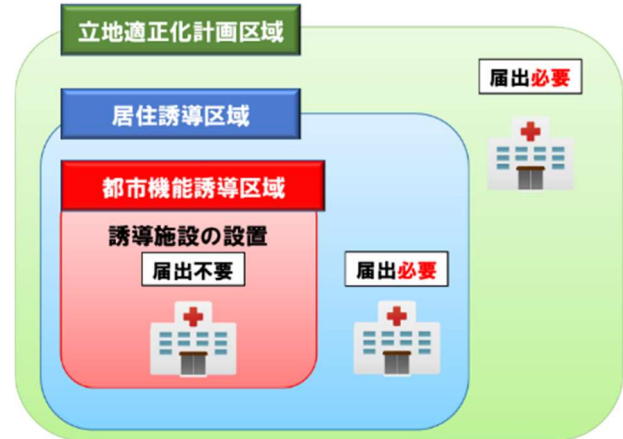 立地適正化計画区域
届出必要
居住誘導区域
都市機能誘導区域
誘導施設の設置
届出不要
届出必要